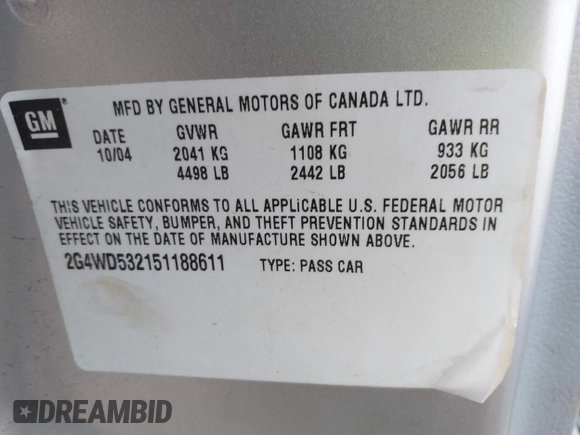 GM
MFD BY GENERAL MOTORS OF CANADA LTD.
DATE GVWR GAWR FRT GAWR RR
10/04 2041 KG 1108 KG 933 KG
4498 LB 2442 LB 2056 LB
THIS VEHICLE CONFORMS TO ALL APPLICABLE U.S. FEDERAL MOTOR
VEHICLE SAFETY, BUMPER, AND THEFT PREVENTION STANDARDS IN
EFFECT ON THE DATE OF MANUFACTURE SHOWN ABOVE.
2G4WD532151188611 TYPE: PASS CAR
DREAMBID